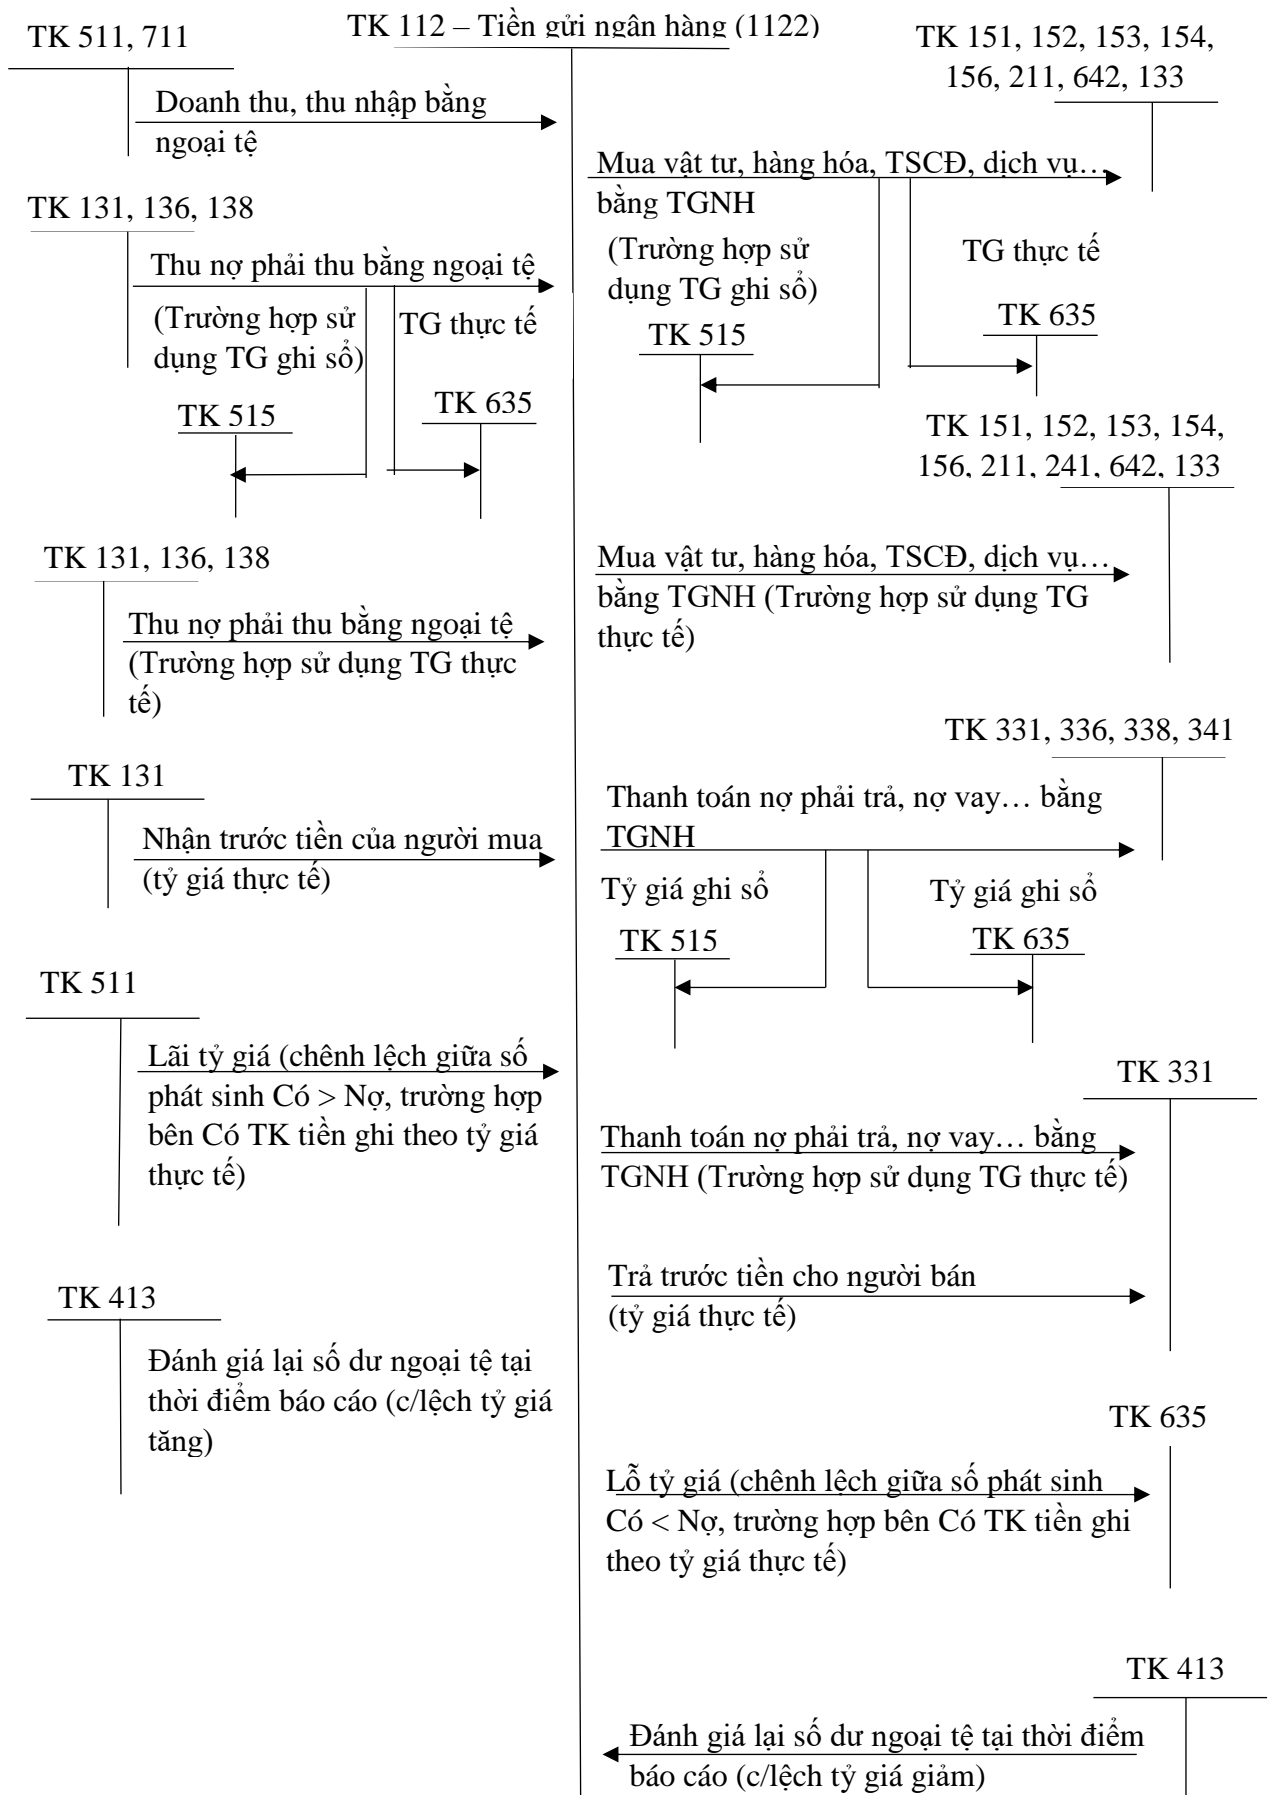 TK 112 – Tiền gửi ngân hàng (1122)
TK 511, 711
Doanh thu, thu nhập bằng
ngoại tệ
TK 131, 136, 138
Thu nợ phải thu bằng ngoại tệ
(Trường hợp sử
dụng TG ghi sổ)
TG thực tế
TK 515
TK 635
TK 131, 136, 138
Thu nợ phải thu bằng ngoại tệ
(Trường hợp sử dụng TG thực
tế)
TK 131
Nhận trước tiền của người mua
(tỷ giá thực tế)
TK 511
Lãi tỷ giá (chênh lệch giữa số
phát sinh Có > Nợ, trường hợp
bên Có TK tiền ghi theo tỷ giá
thực tế)
TK 413
Đánh giá lại số dư ngoại tệ tại
thời điểm báo cáo (c/lệch tỷ giá
tăng)
TK 151, 152, 153, 154,
156, 211, 642, 133
Mua vật tư, hàng hóa, TSCĐ, dịch vụ…
bằng TGNH
(Trường hợp sử
dụng TG ghi sổ)
TG thực tế
TK 515
TK 635
TK 151, 152, 153, 154,
156, 211, 241, 642, 133
Mua vật tư, hàng hóa, TSCĐ, dịch vụ…
bằng TGNH (Trường hợp sử dụng TG
thực tế)
TK 331, 336, 338, 341
Thanh toán nợ phải trả, nợ vay… bằng
TGNH
Tỷ giá ghi sổ
Tỷ giá ghi sổ
TK 515
TK 635
TK 331
Thanh toán nợ phải trả, nợ vay… bằng
TGNH (Trường hợp sử dụng TG thực tế)
Trả trước tiền cho người bán
(tỷ giá thực tế)
TK 635
Lỗ tỷ giá (chênh lệch giữa số phát sinh
Có < Nợ, trường hợp bên Có TK tiền ghi
theo tỷ giá thực tế)
TK 413
Đánh giá lại số dư ngoại tệ tại thời điểm
báo cáo (c/lệch tỷ giá giảm)